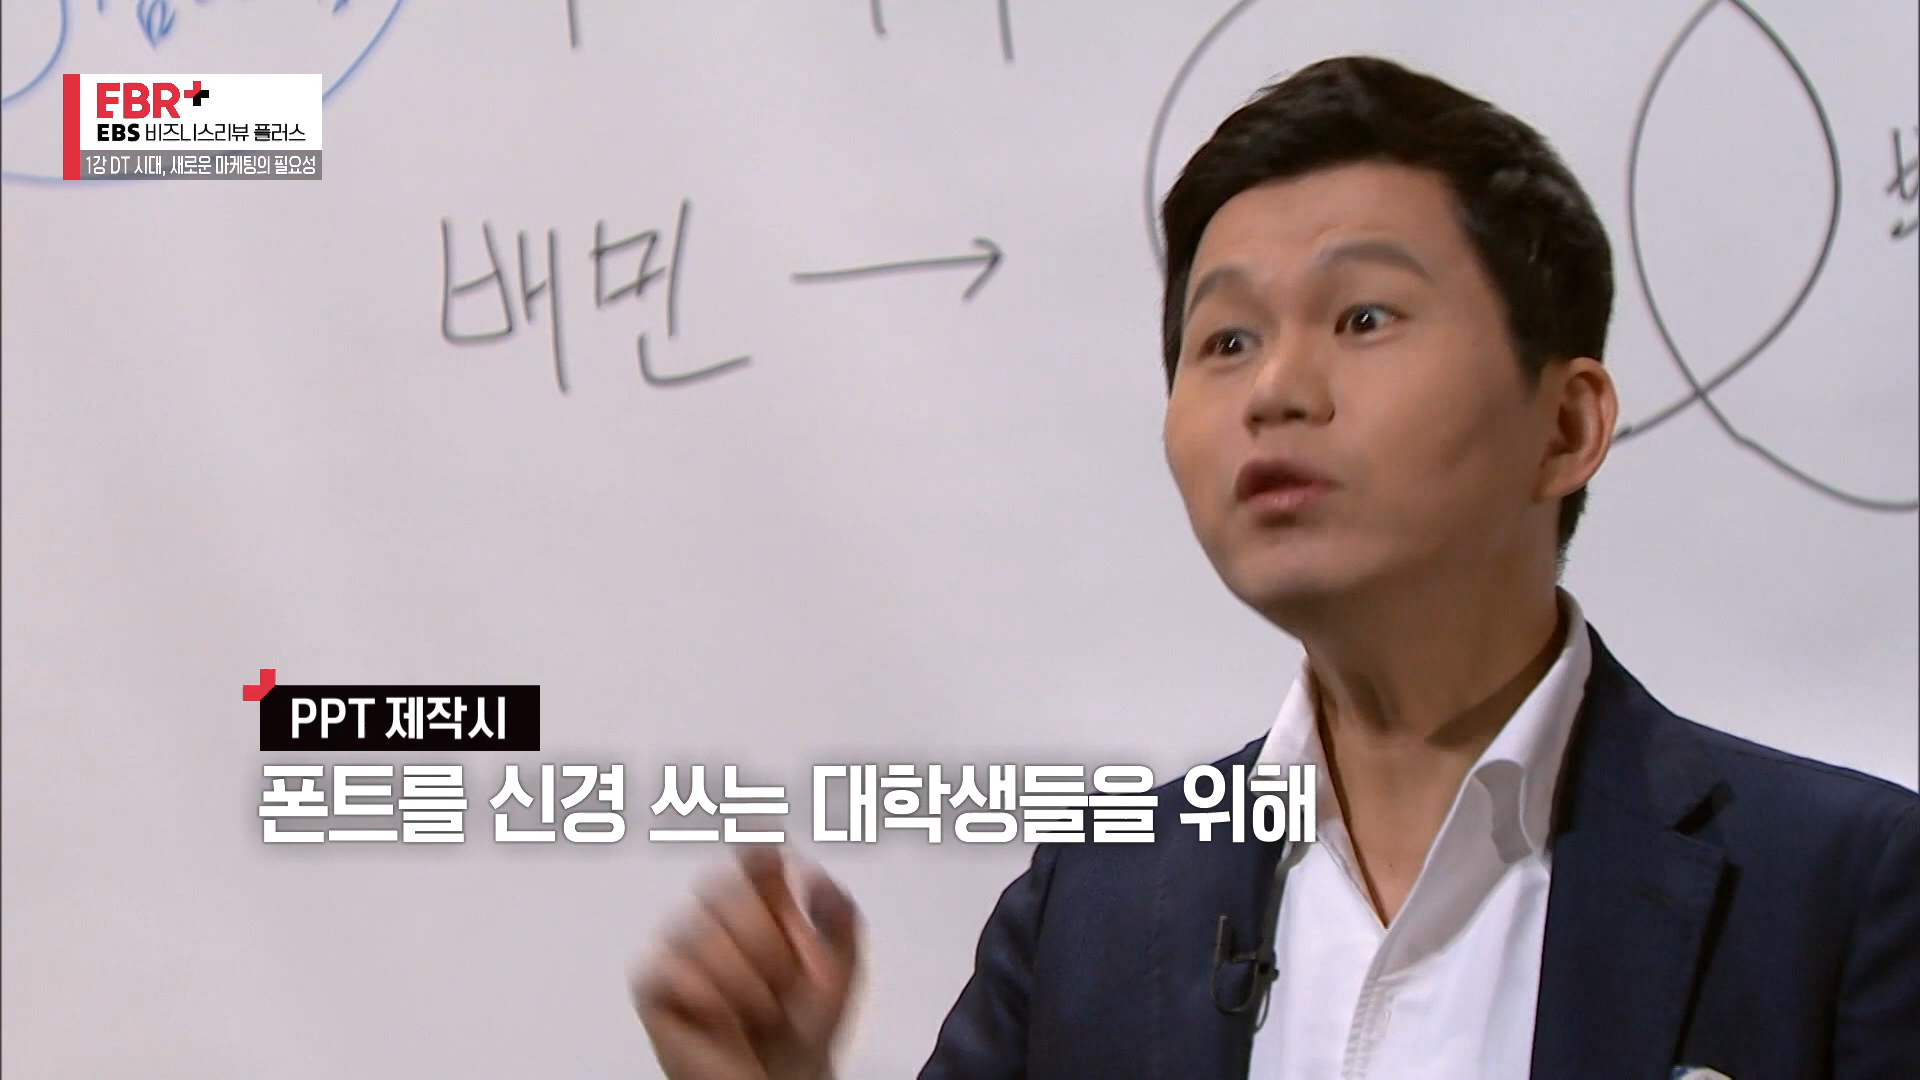 EBR+
EBS 비즈니스리뷰 플러스
1강 DT 시대, 새로운 마케팅의 필요성
배민 →
PPT 제작시
폰트를 신경 쓰는 대학생들을 위해